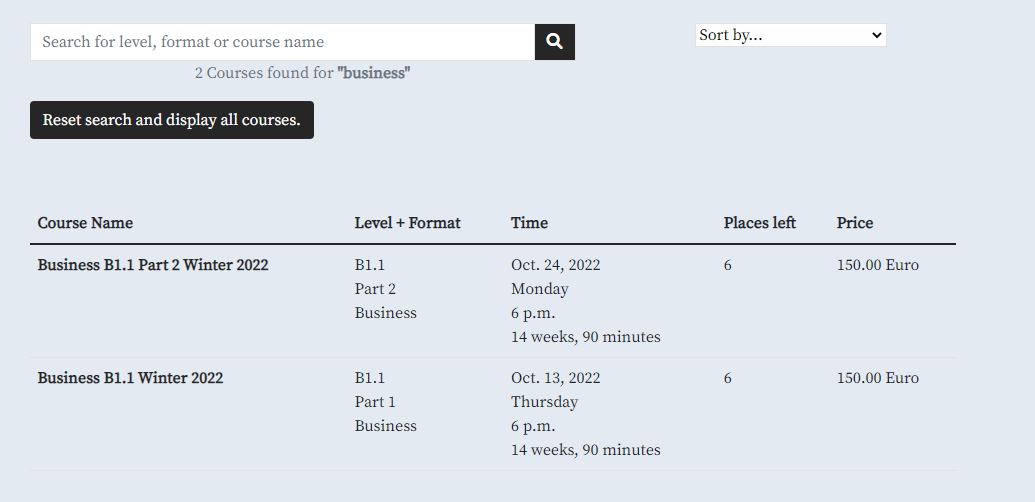 Search for level, format or course name
Sort by...
2 Courses found for "business"
Reset search and display all courses.
Course Name Level + Format Time Places left Price
Business B1.1 Part 2 Winter 2022 B1.1 Oct. 24, 2022 6 150.00 Euro
Part 2 Monday
Business 6 p.m.
14 weeks, 90 minutes
Business B1.1 Winter 2022 B1.1 Oct. 13, 2022 6 150.00 Euro
Part 1 Thursday
Business 6 p.m.
14 weeks, 90 minutes